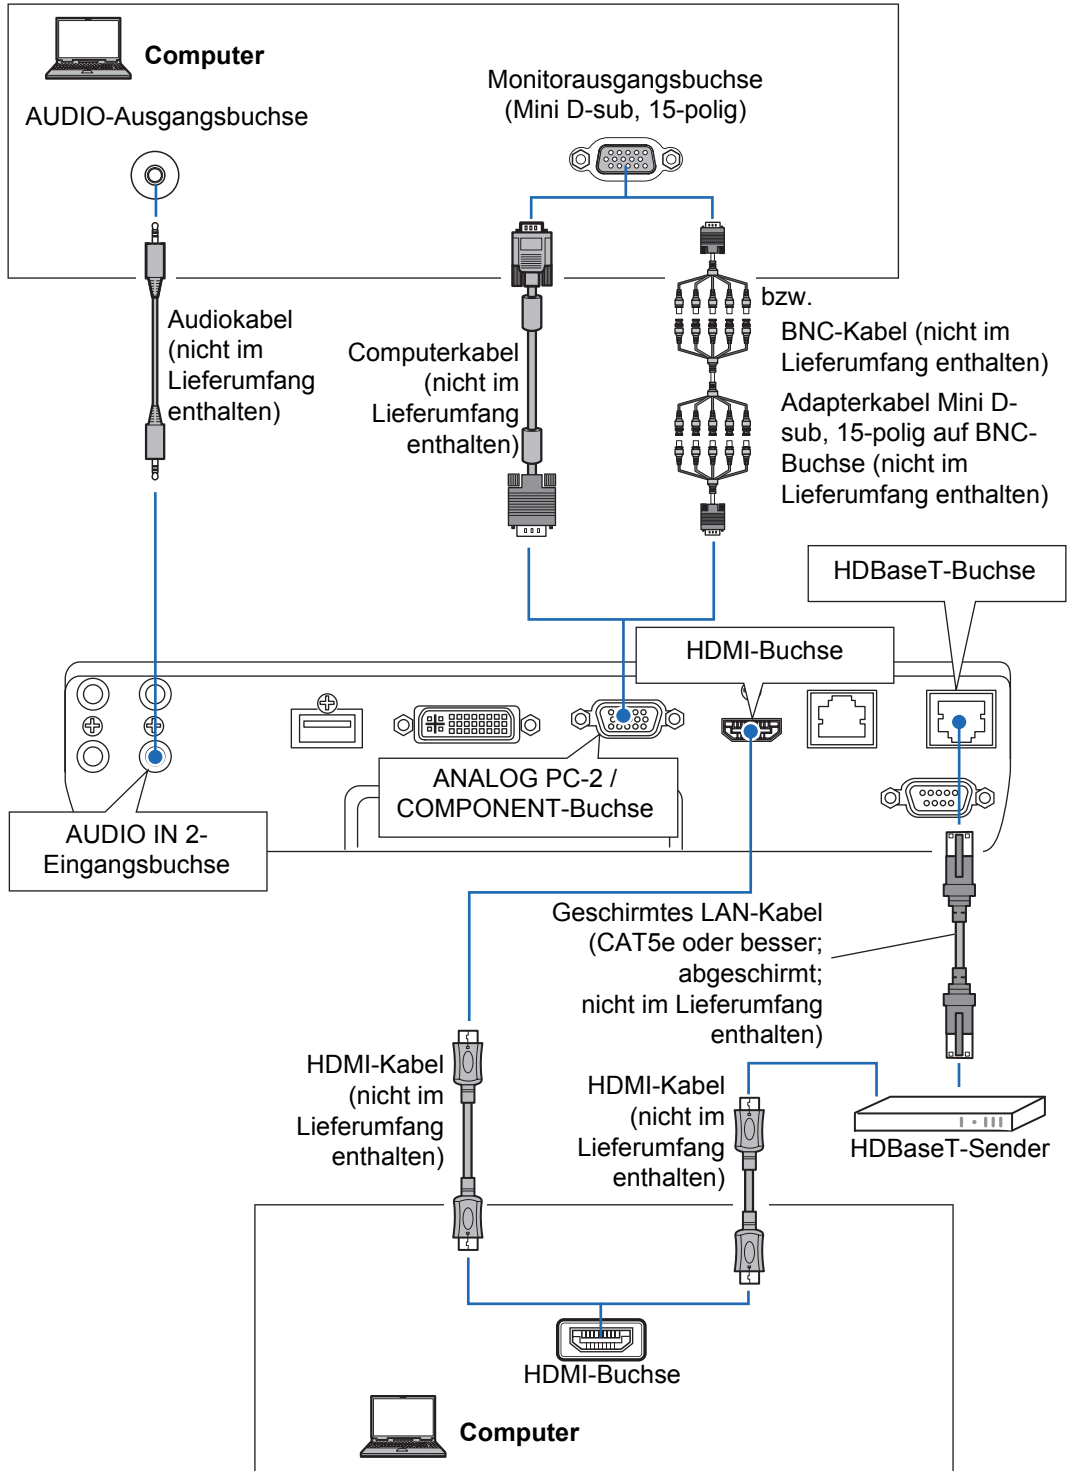 Computer
AUDIO-Ausgangsbuchse
Monitorausgangsbuchse
(Mini D-sub, 15-polig)
Audiokabel
(nicht im
Lieferumfang
enthalten)
Computerkabel
(nicht im
Lieferumfang
enthalten)
bzw.
BNC-Kabel (nicht im
Lieferumfang enthalten)
Adapterkabel Mini D-
sub, 15-polig auf BNC-
Buchse (nicht im
Lieferumfang enthalten)
HDBaseT-Buchse
HDMI-Buchse
ANALOG PC-2 /
COMPONENT-Buchse
AUDIO IN 2-
Eingangsbuchse
Geschirmtes LAN-Kabel
(CAT5e oder besser;
abgeschirmt;
nicht im Lieferumfang
enthalten)
HDMI-Kabel
(nicht im
Lieferumfang
enthalten)
HDMI-Kabel
(nicht im
Lieferumfang
enthalten)
HDBaseT-Sender
HDMI-Buchse
Computer